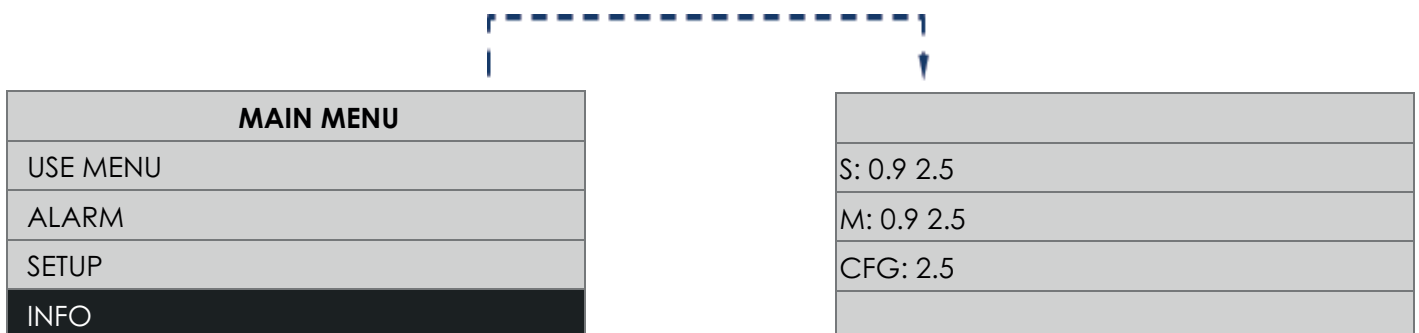 MAIN MENU
USE MENU
ALARM
SETUP
INFO
S: 0.9 2.5
M: 0.9 2.5
CFG: 2.5